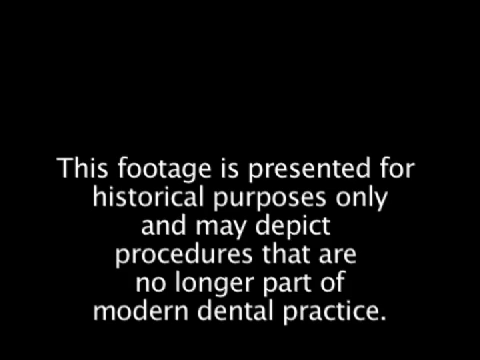 This footage is presented for
historical purposes only
and may depict
procedures that are
no longer part of
modern dental practice.